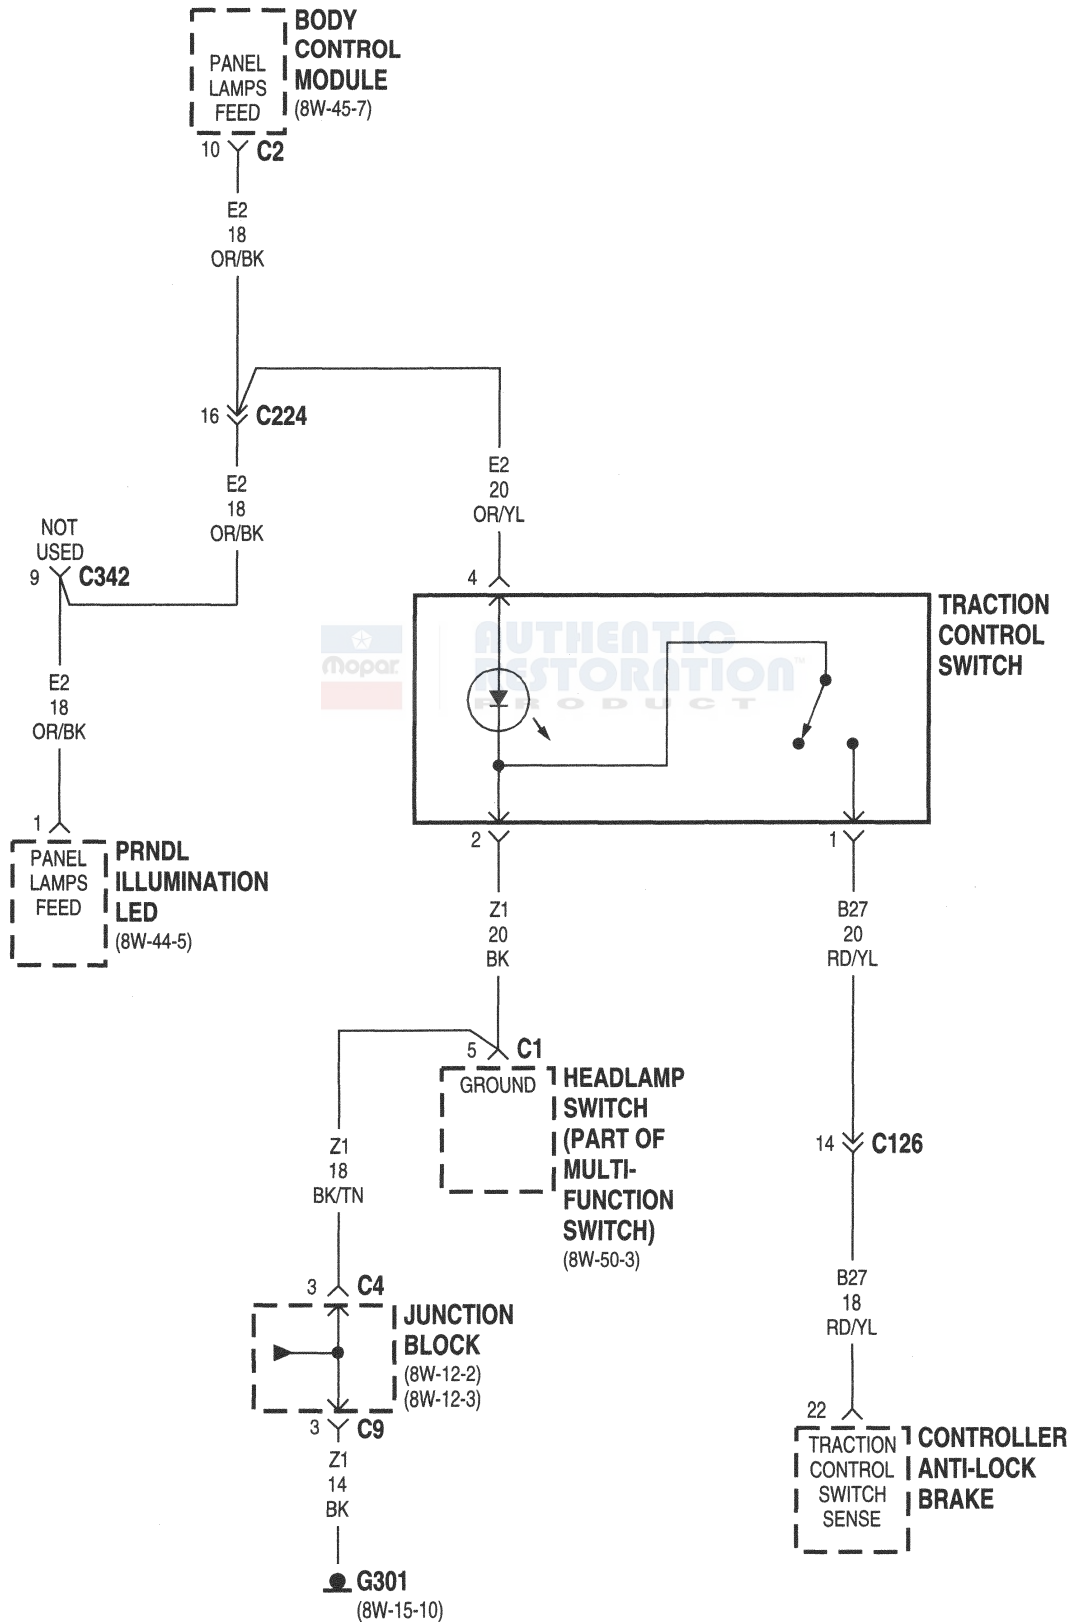 BODY
CONTROL
MODULE
(8W-45-7)
PANEL
LAMPS
FEED
10
C2
E2
18
OR/BK
16
C224
E2
18
OR/BK
E2
20
OR/YL
NOT
USED
9
C342
4
TRACTION
CONTROL
SWITCH
Mopar
AUTHENTIC
RESTORATION™
PRODUCT
E2
18
OR/BK
1
PANEL
LAMPS
FEED
PRNDL
ILLUMINATION
LED
(8W-44-5)
2
1
Z1
20
BK
B27
20
RD/YL
5
C1
GROUND
HEADLAMP
SWITCH
(PART OF
MULTI-
FUNCTION
SWITCH)
(8W-50-3)
14
C126
Z1
18
BK/TN
B27
18
RD/YL
3
C4
JUNCTION
BLOCK
(8W-12-2)
(8W-12-3)
3
C9
Z1
14
BK
22
TRACTION
CONTROL
SWITCH
SENSE
CONTROLLER
ANTI-LOCK
BRAKE
G301
(8W-15-10)